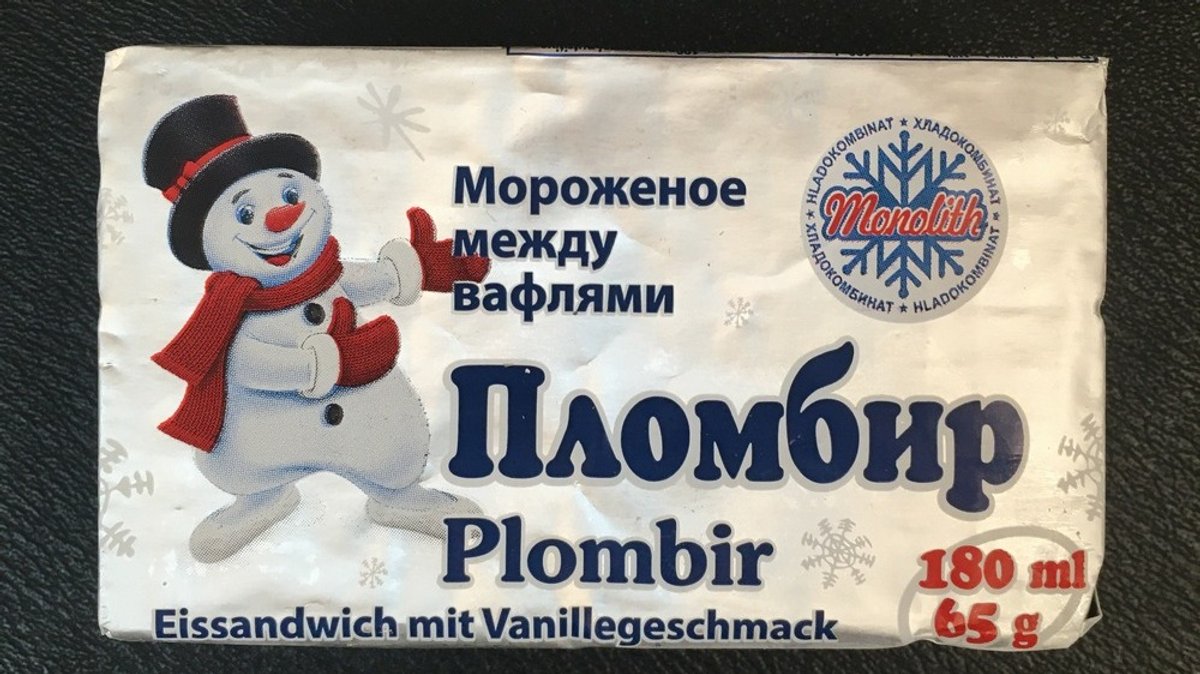 Мороженое
между
вафлями
HLADOKOMBINAT ★ ХЛАДОКОМБИНАТ ★ HLADOKOMBINAT ★ ХЛАДОКОМБИНАТ ★
Monolith
Пломбир
Plombir
180 ml
65 g
Eissandwich mit Vanillegeschmack